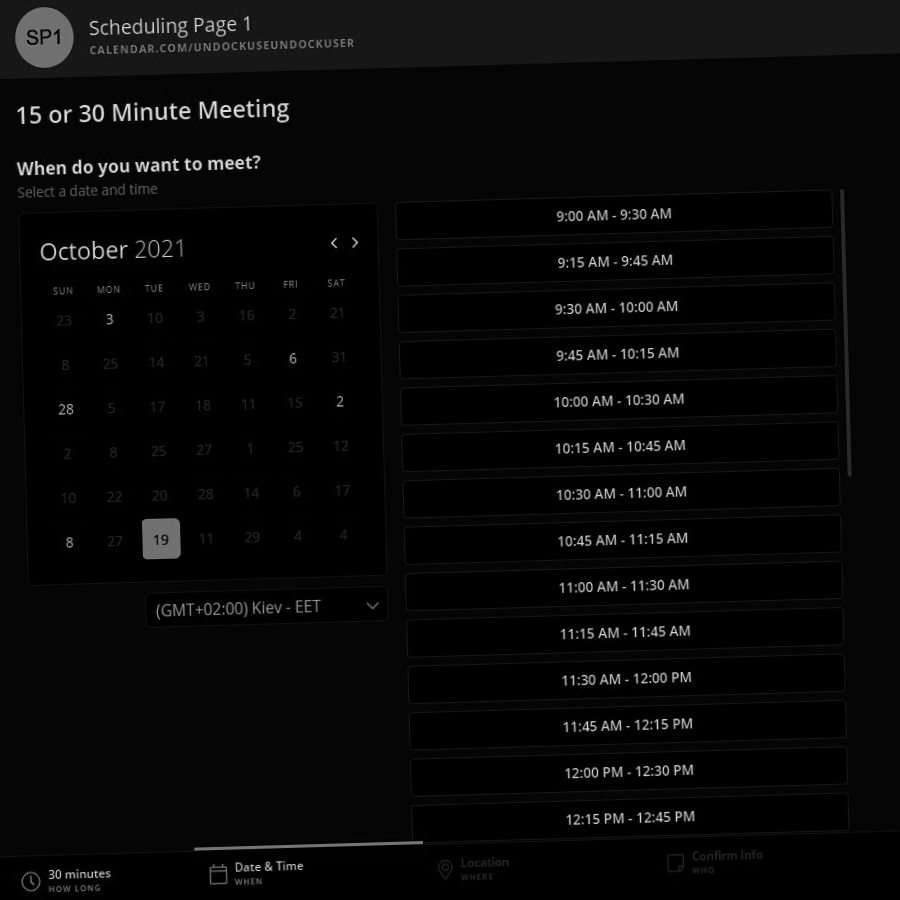 SP1
Scheduling Page 1
CALENDAR.COM/UNDOCKUSEUNDOCKUSER
15 or 30 Minute Meeting
When do you want to meet?
Select a date and time
October 2021
SUN MON TUE WED THU FRI SAT
23 3 10 3 16 2 21
8 25 14 21 5 6 31
28 5 17 18 11 15 2
2 8 25 27 1 25 12
10 22 20 28 14 6 17
8 27 19 11 29 4 4
(GMT+02:00) Kiev - EET
9:00 AM - 9:30 AM
9:15 AM - 9:45 AM
9:30 AM - 10:00 AM
9:45 AM - 10:15 AM
10:00 AM - 10:30 AM
10:15 AM - 10:45 AM
10:30 AM - 11:00 AM
10:45 AM - 11:15 AM
11:00 AM - 11:30 AM
11:15 AM - 11:45 AM
11:30 AM - 12:00 PM
11:45 AM - 12:15 PM
12:00 PM - 12:30 PM
12:15 PM - 12:45 PM
30 minutes
HOW LONG
Date & Time
WHEN
Location
WHERE
Confirm Info
WHO